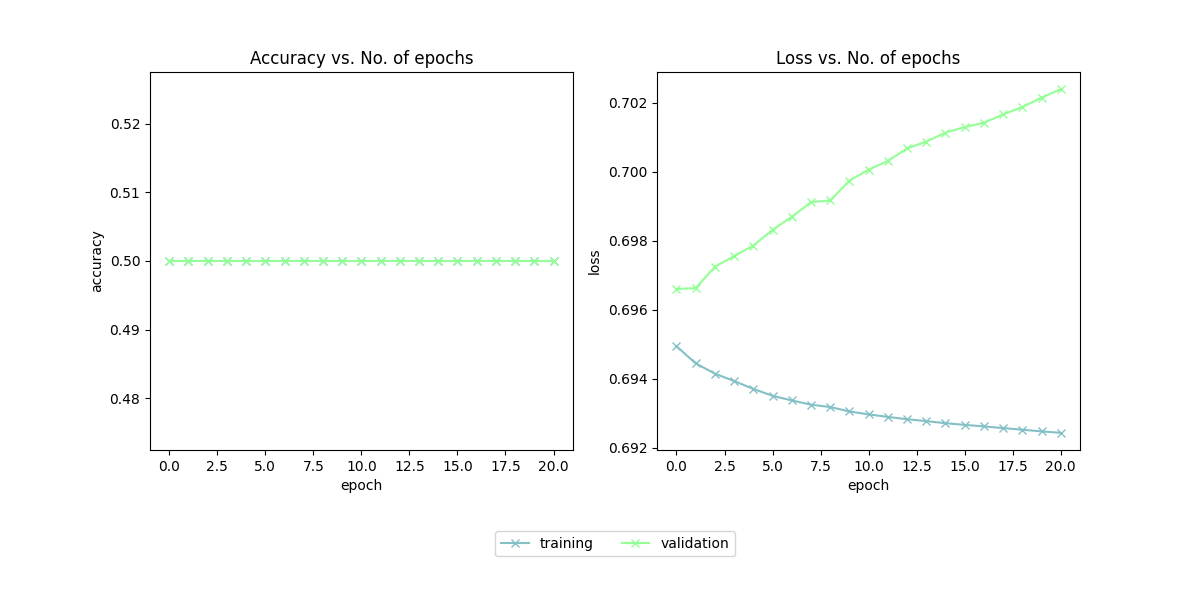 Accuracy vs. No. of epochs
accuracy
0.52
0.51
0.50
0.49
0.48
0.0 2.5 5.0 7.5 10.0 12.5 15.0 17.5 20.0
epoch
Loss vs. No. of epochs
loss
0.702
0.700
0.698
0.696
0.694
0.692
0.0 2.5 5.0 7.5 10.0 12.5 15.0 17.5 20.0
epoch
training validation